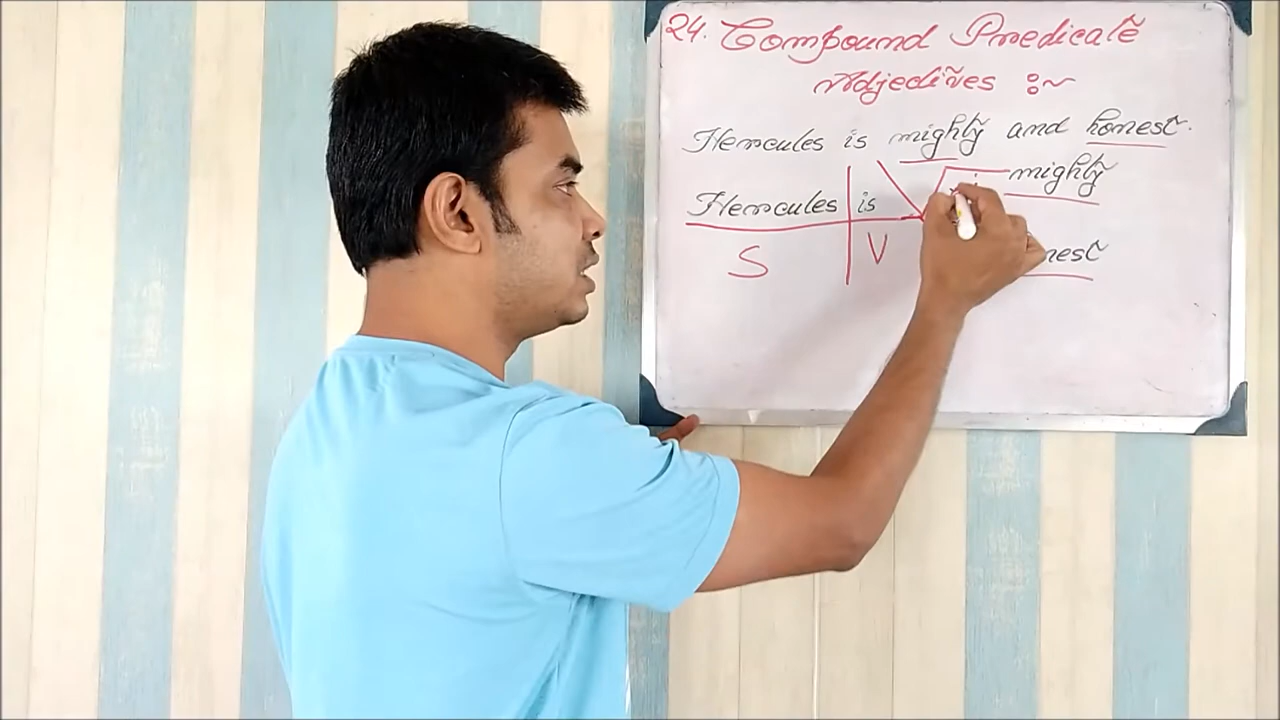 24. Compound Predicate
Adjectives :~
Hercules is mighty and honest.
mighty
Hercules is
nest
S V